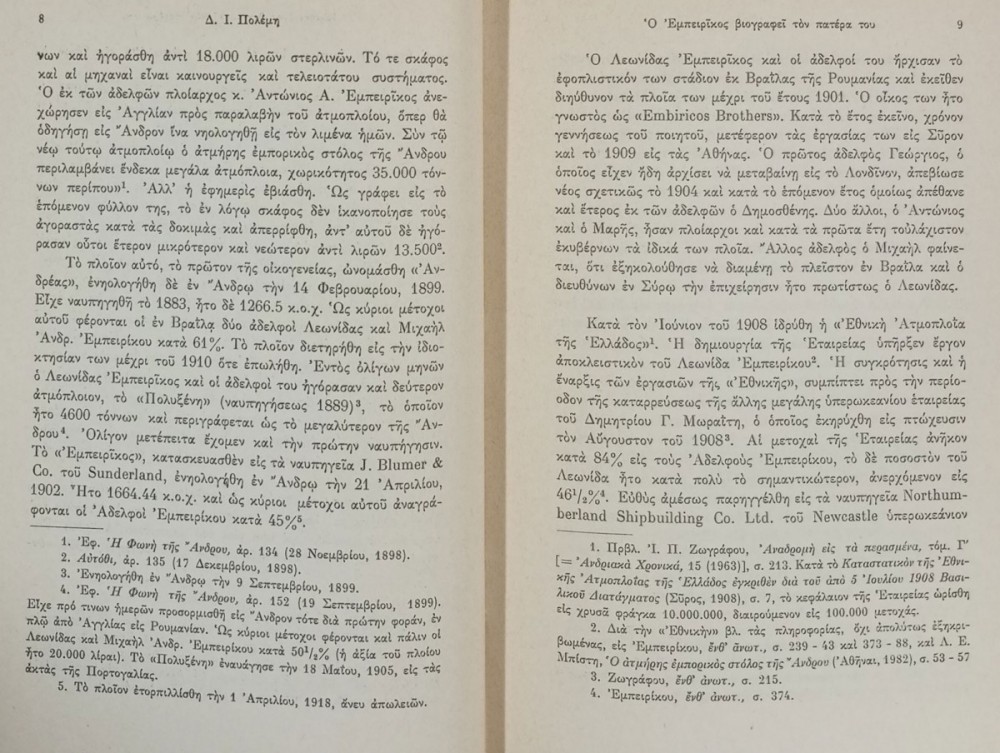 8
Δ. Ι. Πολέμη
νων καὶ ἠγοράσθη ἀντὶ 18.000 λιρῶν στερλινῶν. Τό τε σκάφος
καὶ αἱ μηχαναὶ εἶναι καινουργεῖς καὶ τελειοτάτου συστήματος.
Ὁ ἐκ τῶν ἀδελφῶν πλοίαρχος κ. Ἀντώνιος Α. Ἐμπειρῖκος ἀνε-
χώρησεν εἰς Ἀγγλίαν πρὸς παραλαβὴν τοῦ ἀτμοπλοίου, ὅπερ θὰ
ὁδηγήσῃ εἰς Ἄνδρον ἵνα νηολογηθῇ εἰς τὸν λιμένα ἡμῶν. Σὺν τῷ
νέῳ τούτῳ ἀτμοπλοίῳ ὁ ἀτμήρης ἐμπορικὸς στόλος τῆς Ἄνδρου
περιλαμβάνει ἕνδεκα μεγάλα ἀτμόπλοια, χωρικότητος 35.000 τόν-
νων περίπου»¹. Ἀλλ' ἡ ἐφημερὶς ἐβιάσθη. Ὡς γράφει εἰς τὸ
ἑπόμενον φύλλον της, τὸ ἐν λόγῳ σκάφος δὲν ἱκανοποίησε τοὺς
ἀγοραστὰς κατὰ τὰς δοκιμὰς καὶ ἀπερρίφθη, ἀντ' αὐτοῦ δὲ ἠγό-
ρασαν οὗτοι ἕτερον μικρότερον καὶ νεώτερον ἀντὶ λιρῶν 13.500².
Τὸ πλοῖον αὐτό, τὸ πρῶτον τῆς οἰκογενείας, ὠνομάσθη «Ἀν-
δρέας», ἐνηολογήθη δὲ ἐν Ἄνδρῳ τὴν 14 Φεβρουαρίου, 1899.
Εἶχε ναυπηγηθῆ τὸ 1883, ἦτο δὲ 1266.5 κ.ο.χ. Ὡς κύριοι μέτοχοι
αὐτοῦ φέρονται οἱ ἐν Βραΐλᾳ δύο ἀδελφοὶ Λεωνίδας καὶ Μιχαὴλ
Ἀνδρ. Ἐμπειρίκου κατὰ 61%. Τὸ πλοῖον διετηρήθη εἰς τὴν ἰδιο-
κτησίαν των μέχρι τοῦ 1910 ὅτε ἐπωλήθη. Ἐντὸς ὀλίγων μηνῶν
ὁ Λεωνίδας Ἐμπειρῖκος καὶ οἱ ἀδελφοί του ἠγόρασαν καὶ δεύτερον
ἀτμόπλοιον, τὸ «Πολυξένη» (ναυπηγήσεως 1889)³, τὸ ὁποῖον
ἦτο 4600 τόννων καὶ περιγράφεται ὡς τὸ μεγαλύτερον τῆς Ἄν-
δρου⁴. Ὀλίγον μετέπειτα ἔχομεν καὶ τὴν πρώτην ναυπήγησιν.
Τὸ «Ἐμπειρῖκος», κατασκευασθὲν εἰς τὰ ναυπηγεῖα J. Blumer &
Co. τοῦ Sunderland, ἐνηολογήθη ἐν Ἄνδρῳ τὴν 21 Ἀπριλίου,
1902. Ἦτο 1664.44 κ.ο.χ. καὶ ὡς κύριοι μέτοχοι αὐτοῦ ἀναγρά-
φονται οἱ Ἀδελφοὶ Ἐμπειρίκου κατὰ 45%⁵.
1. Ἐφ. Ἡ Φωνὴ τῆς Ἄνδρου, ἀρ. 134 (28 Νοεμβρίου, 1898).
2. Αὐτόθι, ἀρ. 135 (17 Δεκεμβρίου, 1898).
3. Ἐνηολογήθη ἐν Ἄνδρῳ τὴν 9 Σεπτεμβρίου, 1899.
4. Ἐφ. Ἡ Φωνὴ τῆς Ἄνδρου, ἀρ. 152 (19 Σεπτεμβρίου, 1899).
Εἶχε πρό τινων ἡμερῶν προσορμισθῆ εἰς Ἄνδρον τότε διὰ πρώτην φοράν, ἐν
πλῷ ἀπὸ Ἀγγλίας εἰς Ρουμανίαν. Ὡς κύριοι μέτοχοι φέρονται καὶ πάλιν οἱ
Λεωνίδας καὶ Μιχαὴλ Ἀνδρ. Ἐμπειρίκου κατὰ 50¹/₂% (ἡ ἀξία τοῦ πλοίου
ἦτο 20.000 λίραι). Τὸ «Πολυξένη» ἐναυάγησε τὴν 18 Μαΐου, 1905, εἰς τὰς
ἀκτὰς τῆς Πορτογαλίας.
5. Τὸ πλοῖον ἐτορπιλλίσθη τὴν 1 Ἀπριλίου, 1918, ἄνευ ἀπωλειῶν.
Ὁ Ἐμπειρῖκος βιογραφεῖ τὸν πατέρα του
9
Ὁ Λεωνίδας Ἐμπειρῖκος καὶ οἱ ἀδελφοί του ἤρχισαν τὸ
ἐφοπλιστικόν των στάδιον ἐκ Βραΐλας τῆς Ρουμανίας καὶ ἐκεῖθεν
διηύθυνον τὰ πλοῖα των μέχρι τοῦ ἔτους 1901. Ὁ οἶκος των ἦτο
γνωστὸς ὡς «Embiricos Brothers». Κατὰ τὸ ἔτος ἐκεῖνο, χρόνον
γεννήσεως τοῦ ποιητοῦ, μετέφερον τὰς ἐργασίας των εἰς Σῦρον
καὶ τὸ 1909 εἰς τὰς Ἀθήνας. Ὁ πρῶτος ἀδελφὸς Γεώργιος, ὁ
ὁποῖος εἶχεν ἤδη ἀρχίσει νὰ μεταβαίνῃ εἰς τὸ Λονδῖνον, ἀπεβίωσε
νέος σχετικῶς τὸ 1904 καὶ κατὰ τὸ ἑπόμενον ἔτος ὁμοίως ἀπέθανε
καὶ ἕτερος ἐκ τῶν ἀδελφῶν ὁ Δημοσθένης. Δύο ἄλλοι, ὁ Ἀντώνιος
καὶ ὁ Μαρῆς, ἦσαν πλοίαρχοι καὶ κατὰ τὰ πρῶτα ἔτη τοὐλάχιστον
ἐκυβέρνων τὰ ἰδικά των πλοῖα. Ἄλλος ἀδελφὸς ὁ Μιχαὴλ φαίνε-
ται, ὅτι ἐξηκολούθησε νὰ διαμένῃ τὸ πλεῖστον ἐν Βραΐλᾳ καὶ ὁ
διευθύνων ἐν Σύρῳ τὴν ἐπιχείρησιν ἦτο πρωτίστως ὁ Λεωνίδας.
Κατὰ τὸν Ἰούνιον τοῦ 1908 ἱδρύθη ἡ «Ἐθνικὴ Ἀτμοπλοΐα
τῆς Ἑλλάδος»¹. Ἡ δημιουργία τῆς Ἑταιρείας ὑπῆρξεν ἔργον
ἀποκλειστικὸν τοῦ Λεωνίδα Ἐμπειρίκου². Ἡ συγκρότησις καὶ ἡ
ἔναρξις τῶν ἐργασιῶν τῆς «Ἐθνικῆς», συμπίπτει πρὸς τὴν περίο-
οδον τῆς καταρρεύσεως τῆς ἄλλης μεγάλης ὑπερωκεανίου ἑταιρείας
τοῦ Δημητρίου Γ. Μωραΐτη, ὁ ὁποῖος ἐκηρύχθη εἰς πτώχευσιν
τὸν Αὔγουστον τοῦ 1908³. Αἱ μετοχαὶ τῆς Ἑταιρείας ἀνῆκον
κατὰ 84% εἰς τοὺς Ἀδελφοὺς Ἐμπειρίκου, τὸ δὲ ποσοστὸν τοῦ
Λεωνίδα ἦτο κατὰ πολὺ τὸ σημαντικώτερον, ἀνερχόμενον εἰς
46¹/₂%⁴. Εὐθὺς ἀμέσως παρηγγέλθη εἰς τὰ ναυπηγεῖα Northum-
berland Shipbuilding Co. Ltd. τοῦ Newcastle ὑπερωκεάνιον
1. Πρβλ. Ἰ. Π. Ζωγράφου, Ἀναδρομὴ εἰς τὰ περασμένα, τόμ. Γ'
[= Ἀνδριακὰ Χρονικά, 15 (1963)], σ. 213. Κατὰ τὸ Καταστατικὸν τῆς Ἐθνι-
κῆς Ἀτμοπλοΐας τῆς Ἑλλάδος ἐγκριθὲν διὰ τοῦ ἀπὸ 5 Ἰουλίου 1908 Βασι-
λικοῦ Διατάγματος (Σῦρος, 1908), σ. 7, τὸ κεφάλαιον τῆς Ἑταιρείας ὡρίσθη
εἰς χρυσᾶ φράγκα 10.000.000, διαιρούμενον εἰς 100.000 μετοχάς.
2. Διὰ τὴν «Ἐθνικὴν» βλ. τὰς πληροφορίας, ὄχι ἀπολύτως ἐξηκρι-
βωμένας, εἰς Ἐμπειρίκου, ἔνθ' ἀνωτ., σ. 239 - 43 καὶ 373 - 88, καὶ Λ. Ε.
Μπίστη, Ὁ ἀτμήρης ἐμπορικὸς στόλος τῆς Ἄνδρου (Ἀθῆναι, 1982), σ. 53 - 57
3. Ζωγράφου, ἔνθ' ἀνωτ., σ. 215.
4. Ἐμπειρίκου, ἔνθ' ἀνωτ., σ. 374.